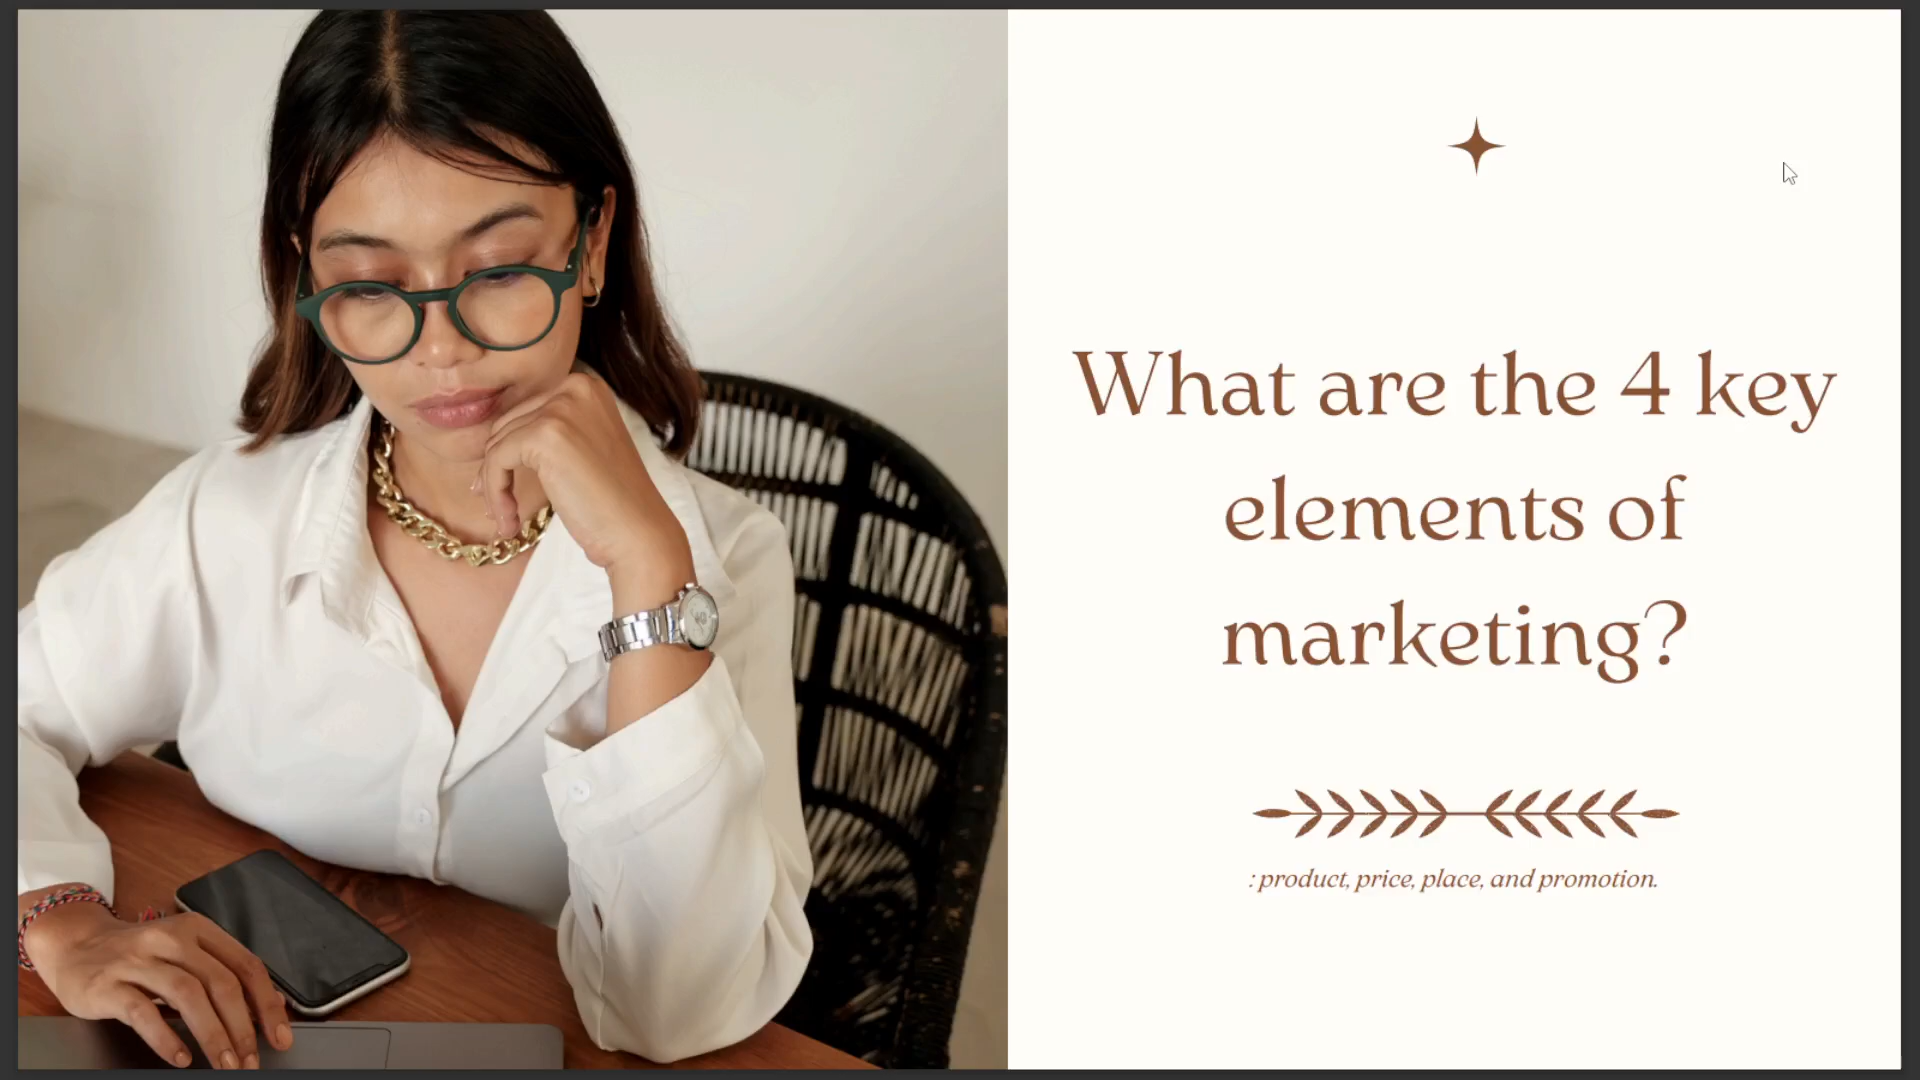 What are the 4 key
elements of
marketing?
: product, price, place, and promotion.